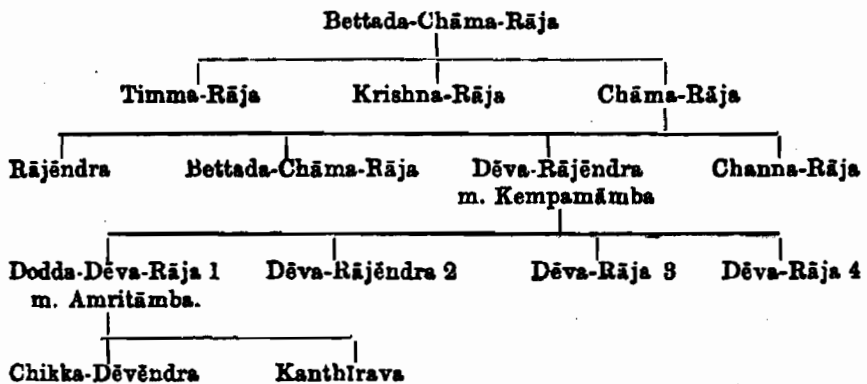 Bettada-Chāma-Rāja
Timma-Rāja Krishna-Rāja Chāma-Rāja
Rājēndra Bettada-Chāma-Rāja Dēva-Rājēndra Channa-Rāja
m. Kempamāmba
Dodda-Dēva-Rāja 1 Dēva-Rājēndra 2 Dēva-Rāja 3 Dēva-Rāja 4
m. Amritāmba.
Chikka-Dēvēndra Kanthīrava